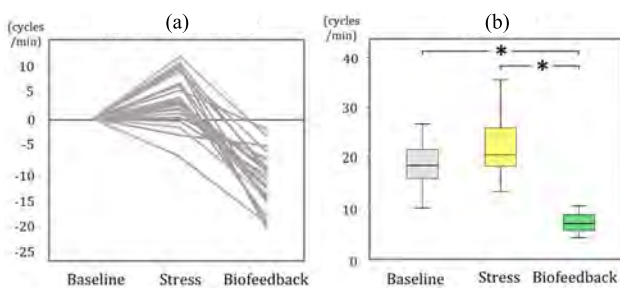 (a)
(b)
(cycles
/min)
10
5
0
-5
-10
-15
-20
-25
Baseline Stress Biofeedback
(cycles
/min)
40
30
20
10
0
*
*
Baseline Stress Biofeedback